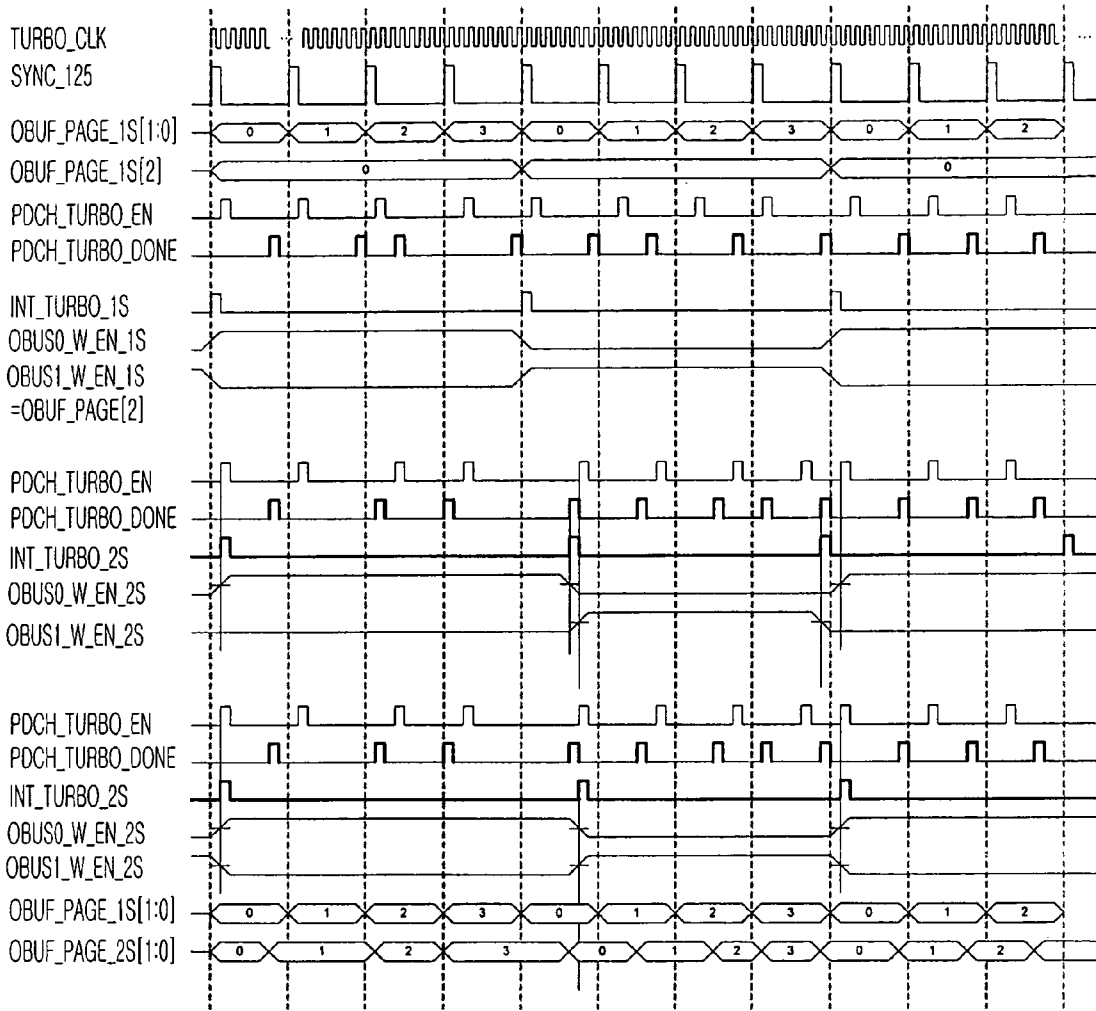 TURBO_CLK ...
SYNC_125
OBUF_PAGE_1S[1:0] 0 1 2 3 0 1 2 3 0 1 2
OBUF_PAGE_1S[2] 0 0
PDCH_TURBO_EN
PDCH_TURBO_DONE
INT_TURBO_1S
OBUS0_W_EN_1S
OBUS1_W_EN_1S
=OBUF_PAGE[2]
PDCH_TURBO_EN
PDCH_TURBO_DONE
INT_TURBO_2S
OBUS0_W_EN_2S
OBUS1_W_EN_2S
PDCH_TURBO_EN
PDCH_TURBO_DONE
INT_TURBO_2S
OBUS0_W_EN_2S
OBUS1_W_EN_2S
OBUF_PAGE_1S[1:0] 0 1 2 3 0 1 2 3 0 1 2
OBUF_PAGE_2S[1:0] 0 1 2 3 0 1 2 3 0 1 2